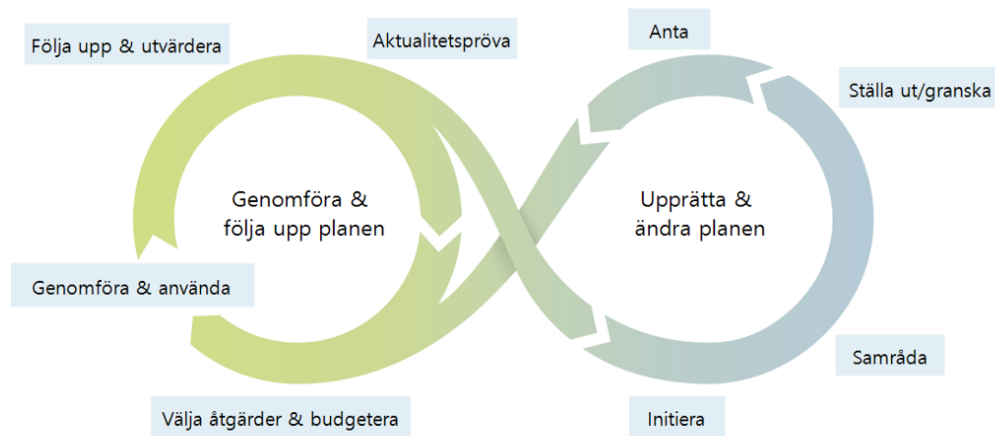 Följa upp & utvärdera
Aktualitetspröva
Anta
Ställa ut/granska
Genomföra &
följa upp planen
Upprätta &
ändra planen
Genomföra & använda
Samråda
Välja åtgärder & budgetera
Initiera